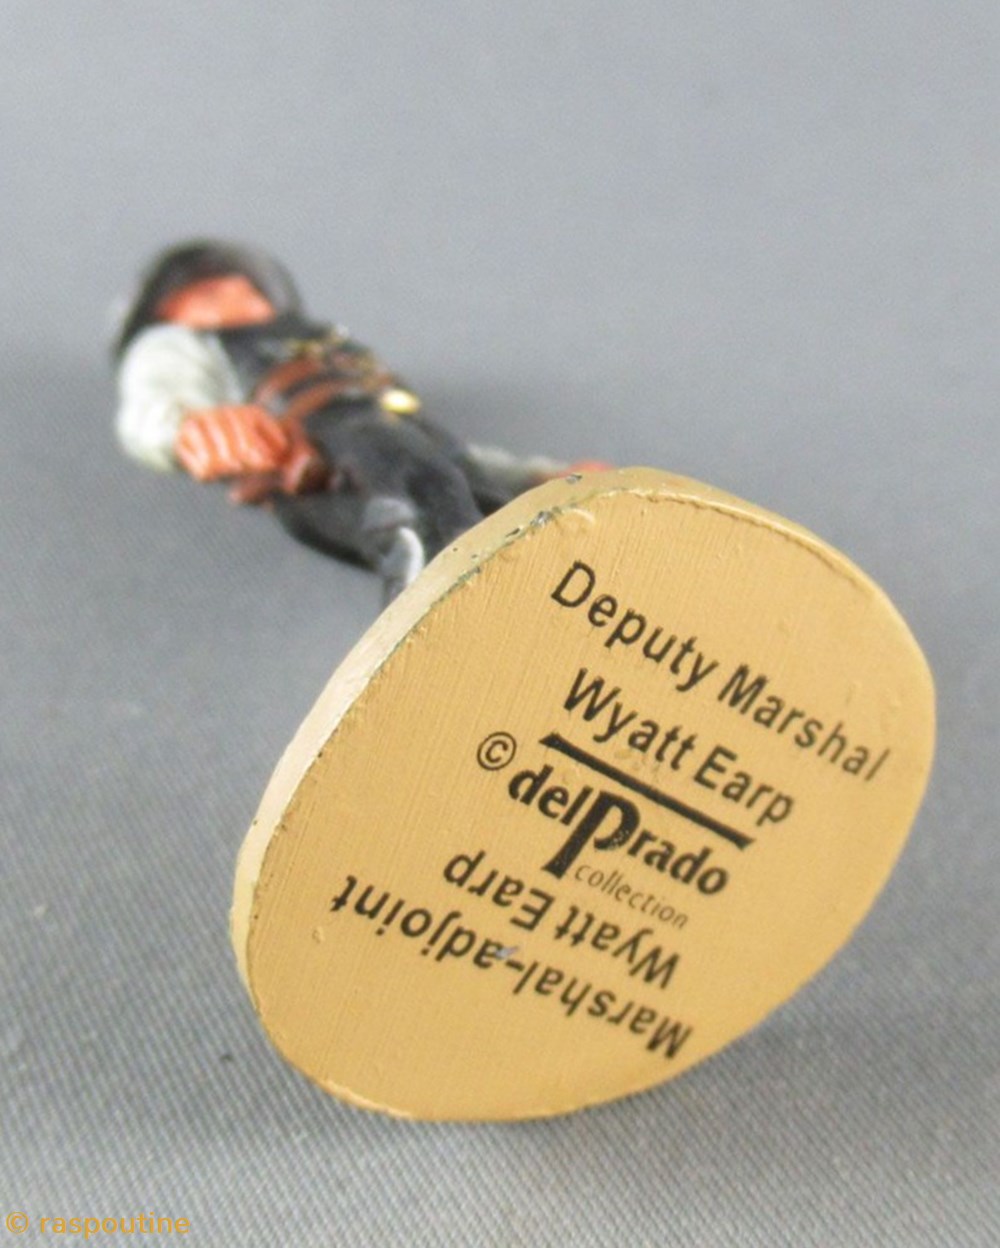 Deputy Marshal
Wyatt Earp
© delPrado
collection
Marshal-adjoint
Wyatt Earp
© raspoutine